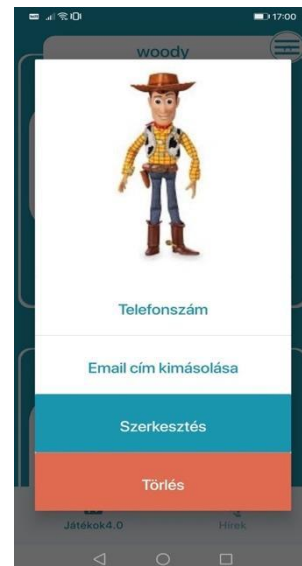 17:00
woody
Telefonszám
Email cím kimásolása
Szerkesztés
Törlés
Játékok4.0
Hírek